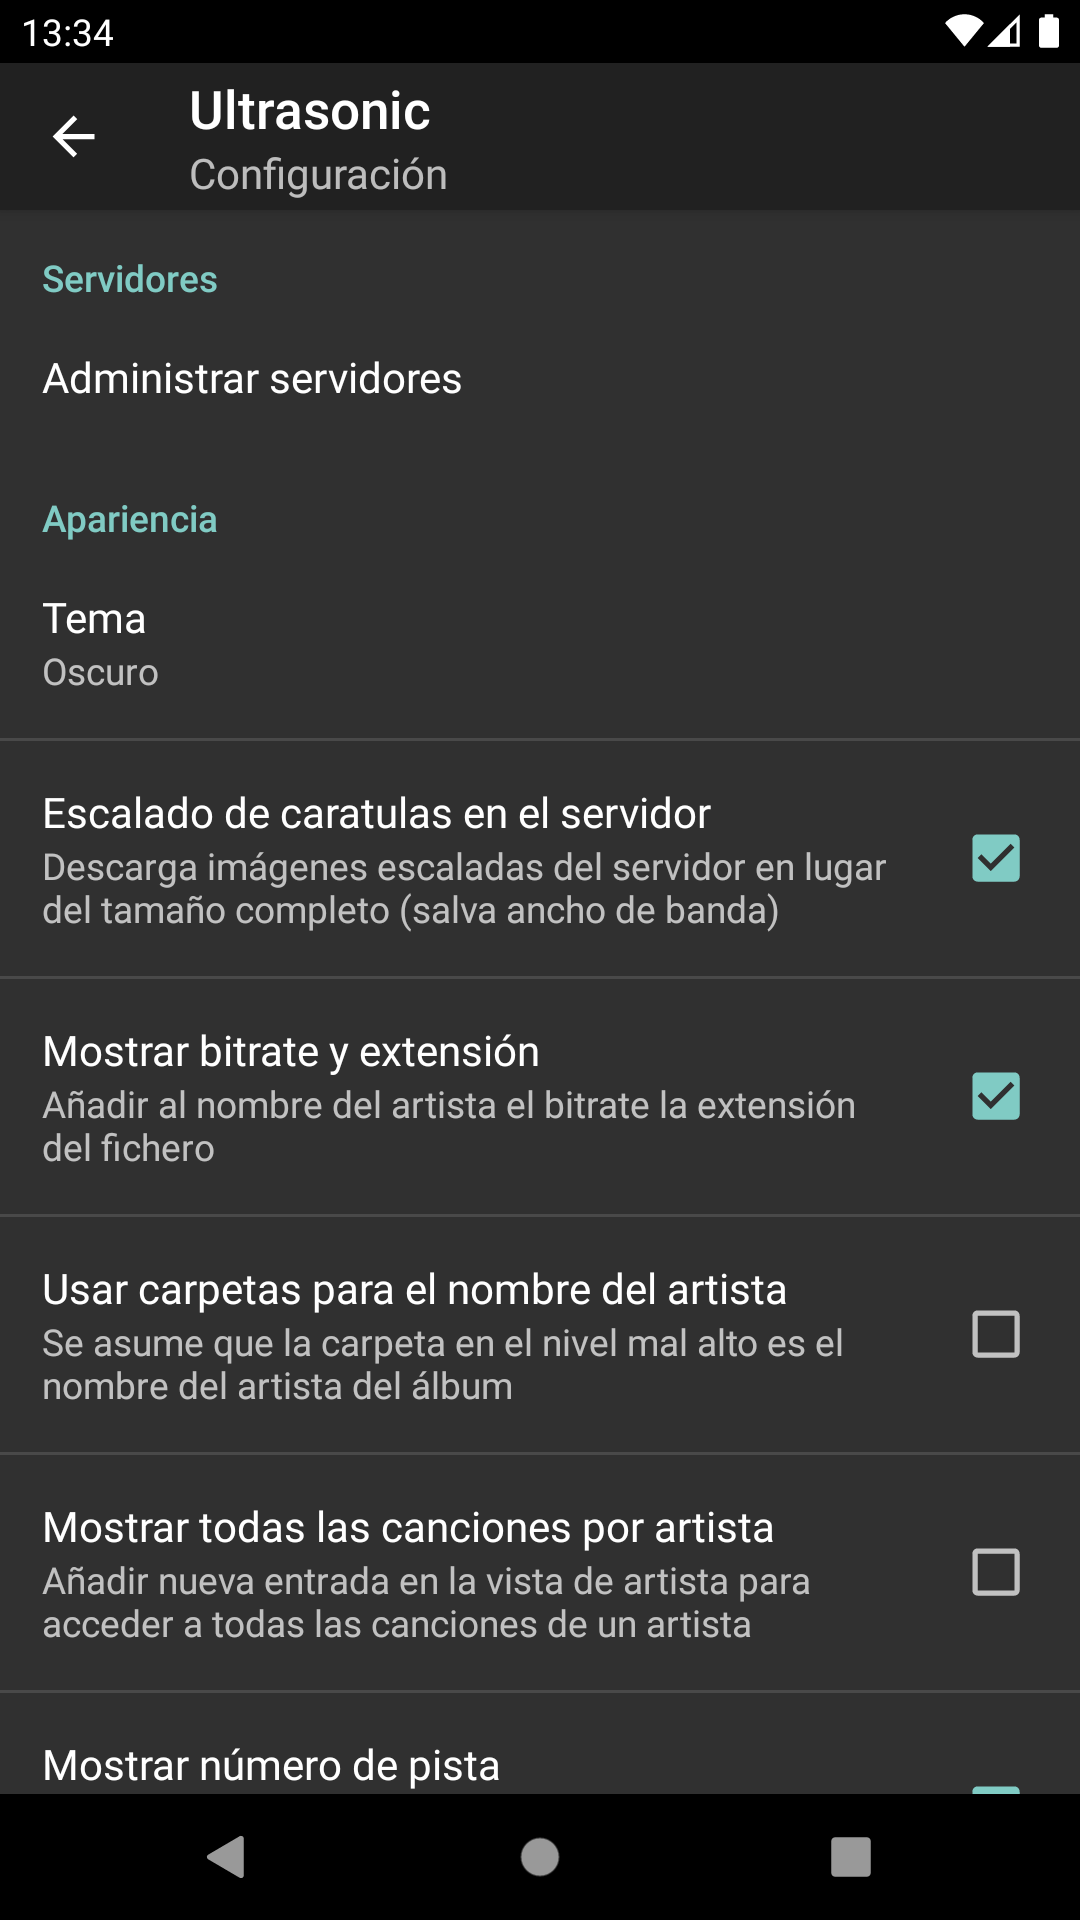 13:34
Ultrasonic
Configuración
Servidores
Administrar servidores
Apariencia
Tema
Oscuro
Escalado de caratulas en el servidor
Descarga imágenes escaladas del servidor en lugar
del tamaño completo (salva ancho de banda)
Mostrar bitrate y extensión
Añadir al nombre del artista el bitrate la extensión
del fichero
Usar carpetas para el nombre del artista
Se asume que la carpeta en el nivel mal alto es el
nombre del artista del álbum
Mostrar todas las canciones por artista
Añadir nueva entrada en la vista de artista para
acceder a todas las canciones de un artista
Mostrar número de pista